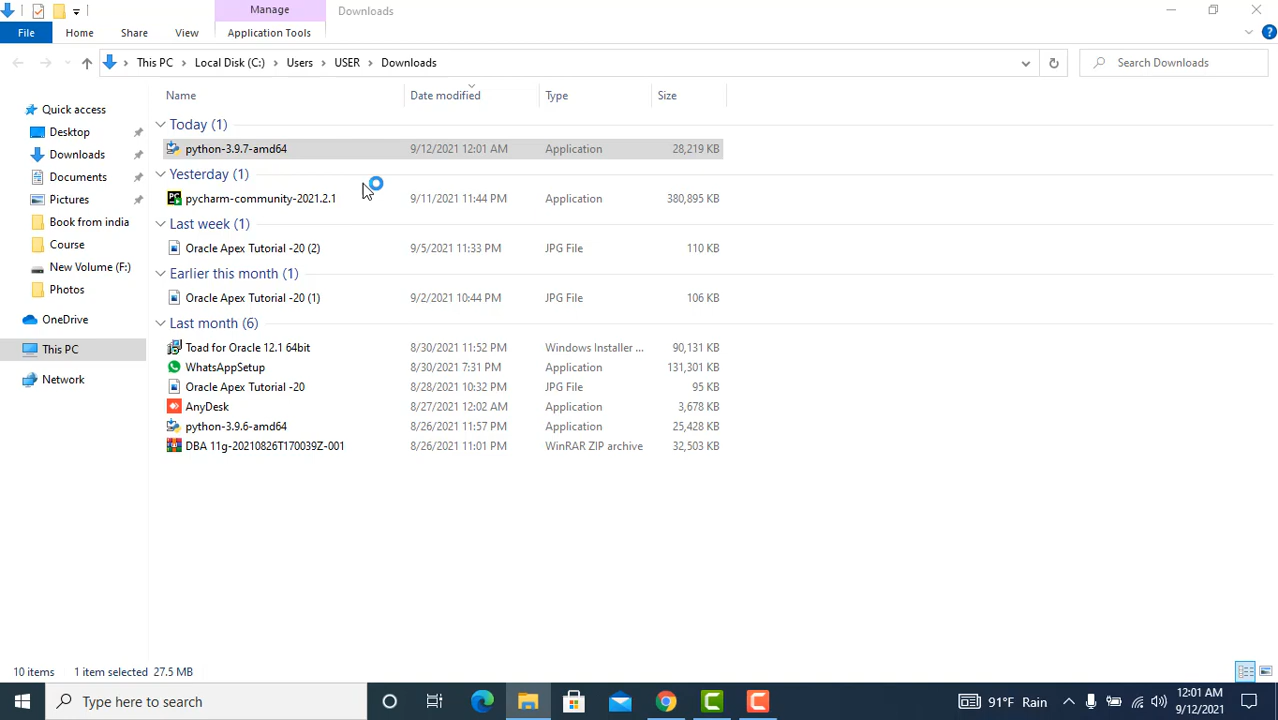 Manage
Downloads
File
Home
Share
View
Application Tools
This PC
Local Disk (C:)
Users
USER
Downloads
Search Downloads
Name
Date modified
Type
Size
Quick access
Desktop
Downloads
Documents
Pictures
Book from india
Course
New Volume (F:)
Photos
OneDrive
This PC
Network
Today (1)
python-3.9.7-amd64 9/12/2021 12:01 AM Application 28,219 KB
Yesterday (1)
pycharm-community-2021.2.1 9/11/2021 11:44 PM Application 380,895 KB
Last week (1)
Oracle Apex Tutorial -20 (2) 9/5/2021 11:33 PM JPG File 110 KB
Earlier this month (1)
Oracle Apex Tutorial -20 (1) 9/2/2021 10:44 PM JPG File 106 KB
Last month (6)
Toad for Oracle 12.1 64bit 8/30/2021 11:52 PM Windows Installer ... 90,131 KB
WhatsAppSetup 8/30/2021 7:31 PM Application 131,301 KB
Oracle Apex Tutorial -20 8/28/2021 10:32 PM JPG File 95 KB
AnyDesk 8/27/2021 12:02 AM Application 3,678 KB
python-3.9.6-amd64 8/26/2021 11:57 PM Application 25,428 KB
DBA 11g-20210826T170039Z-001 8/26/2021 11:01 PM WinRAR ZIP archive 32,503 KB
10 items 1 item selected 27.5 MB
Type here to search
91°F Rain
12:01 AM
9/12/2021